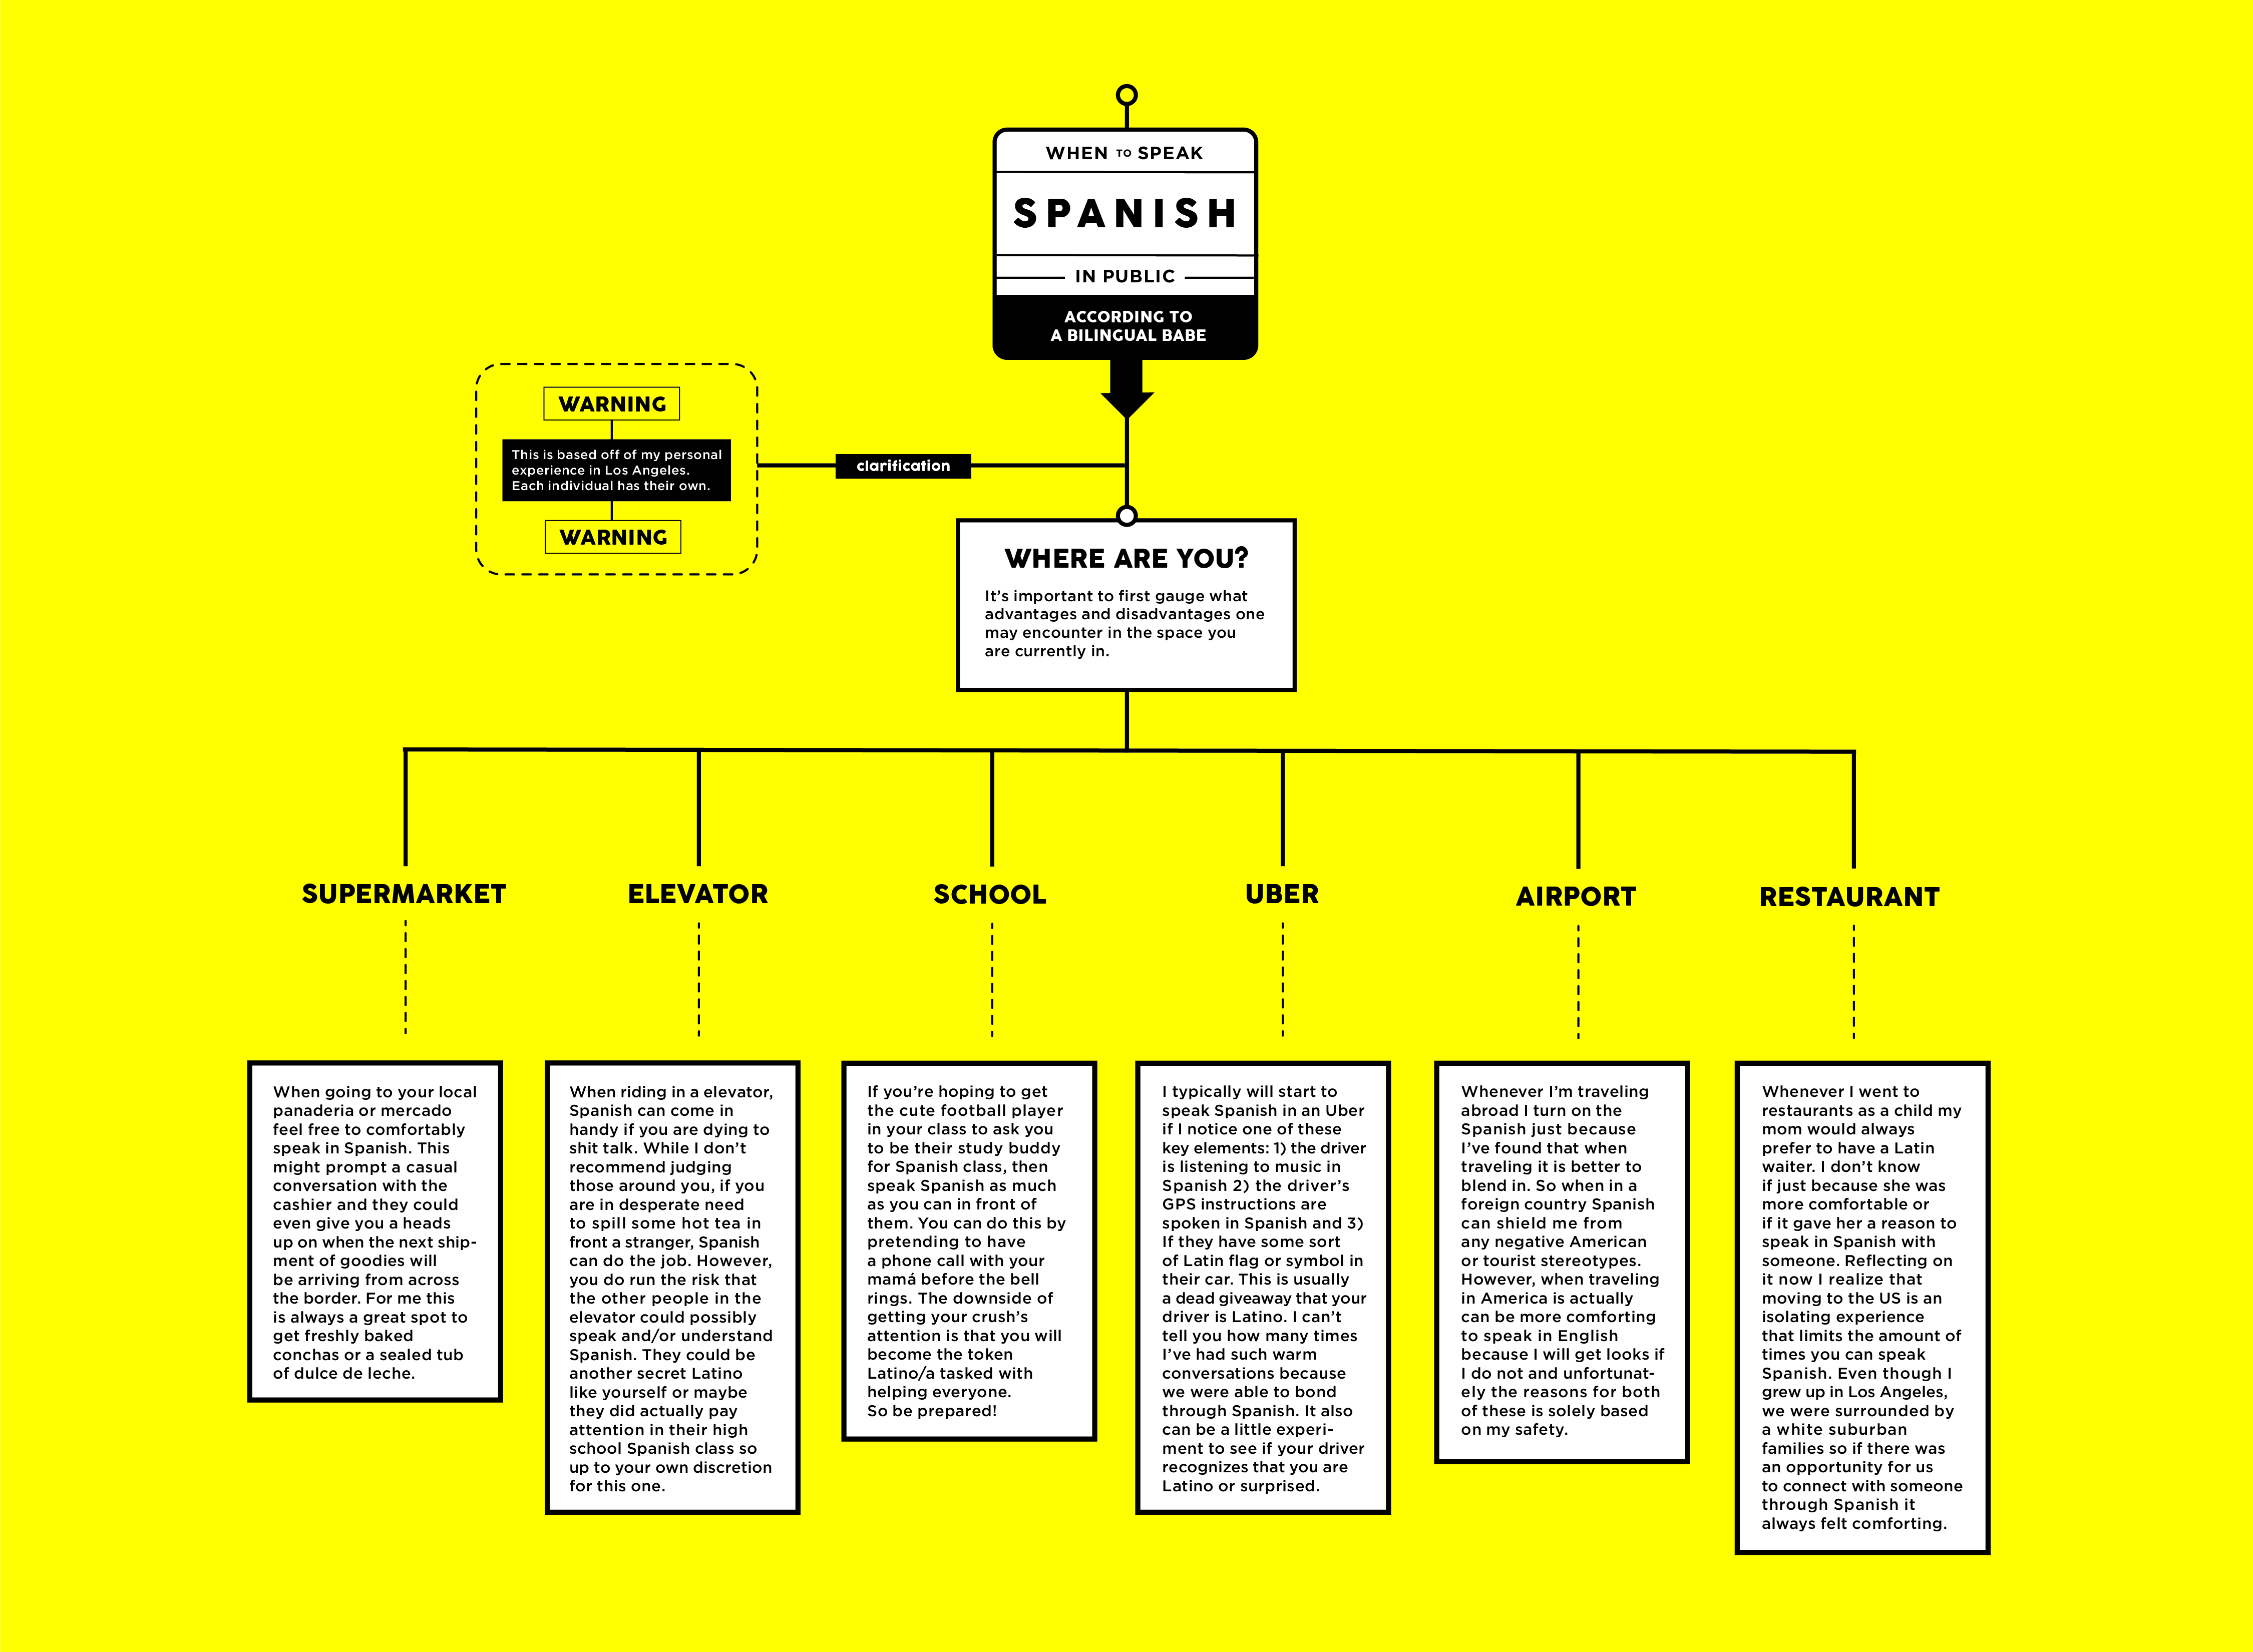 WHEN TO SPEAK
SPANISH
IN PUBLIC
ACCORDING TO
A BILINGUAL BABE
WARNING
This is based off of my personal
experience in Los Angeles.
Each individual has their own.
WARNING
clarification
WHERE ARE YOU?
It's important to first gauge what
advantages and disadvantages one
may encounter in the space you
are currently in.
SUPERMARKET
When going to your local
panaderia or mercado
feel free to comfortably
speak in Spanish. This
might prompt a casual
conversation with the
cashier and they could
even give you a heads
up on when the next ship-
ment of goodies will
be arriving from across
the border. For me this
is always a great spot to
get freshly baked
conchas or a sealed tub
of dulce de leche.
ELEVATOR
When riding in a elevator,
Spanish can come in
handy if you are dying to
shit talk. While I don't
recommend judging
those around you, if you
are in desperate need
to spill some hot tea in
front a stranger, Spanish
can do the job. However,
you do run the risk that
the other people in the
elevator could possibly
speak and/or understand
Spanish. They could be
another secret Latino
like yourself or maybe
they did actually pay
attention in their high
school Spanish class so
up to your own discretion
for this one.
SCHOOL
If you're hoping to get
the cute football player
in your class to ask you
to be their study buddy
for Spanish class, then
speak Spanish as much
as you can in front of
them. You can do this by
pretending to have
a phone call with your
mamá before the bell
rings. The downside of
getting your crush's
attention is that you will
become the token
Latino/a tasked with
helping everyone.
So be prepared!
UBER
I typically will start to
speak Spanish in an Uber
if I notice one of these
key elements: 1) the driver
is listening to music in
Spanish 2) the driver's
GPS instructions are
spoken in Spanish and 3)
If they have some sort
of Latin flag or symbol in
their car. This is usually
a dead giveaway that your
driver is Latino. I can't
tell you how many times
I've had such warm
conversations because
we were able to bond
through Spanish. It also
can be a little experi-
ment to see if your driver
recognizes that you are
Latino or surprised.
AIRPORT
Whenever I'm traveling
abroad I turn on the
Spanish just because
I've found that when
traveling it is better to
blend in. So when in a
foreign country Spanish
can shield me from
any negative American
or tourist stereotypes.
However, when traveling
in America is actually
can be more comforting
to speak in English
because I will get looks if
I do not and unfortunat-
ely the reasons for both
of these is solely based
on my safety.
RESTAURANT
Whenever I went to
restaurants as a child my
mom would always
prefer to have a Latin
waiter. I don't know
if just because she was
more comfortable or
if it gave her a reason to
speak in Spanish with
someone. Reflecting on
it now I realize that
moving to the US is an
isolating experience
that limits the amount of
times you can speak
Spanish. Even though I
grew up in Los Angeles,
we were surrounded by
a white suburban
families so if there was
an opportunity for us
to connect with someone
through Spanish it
always felt comforting.